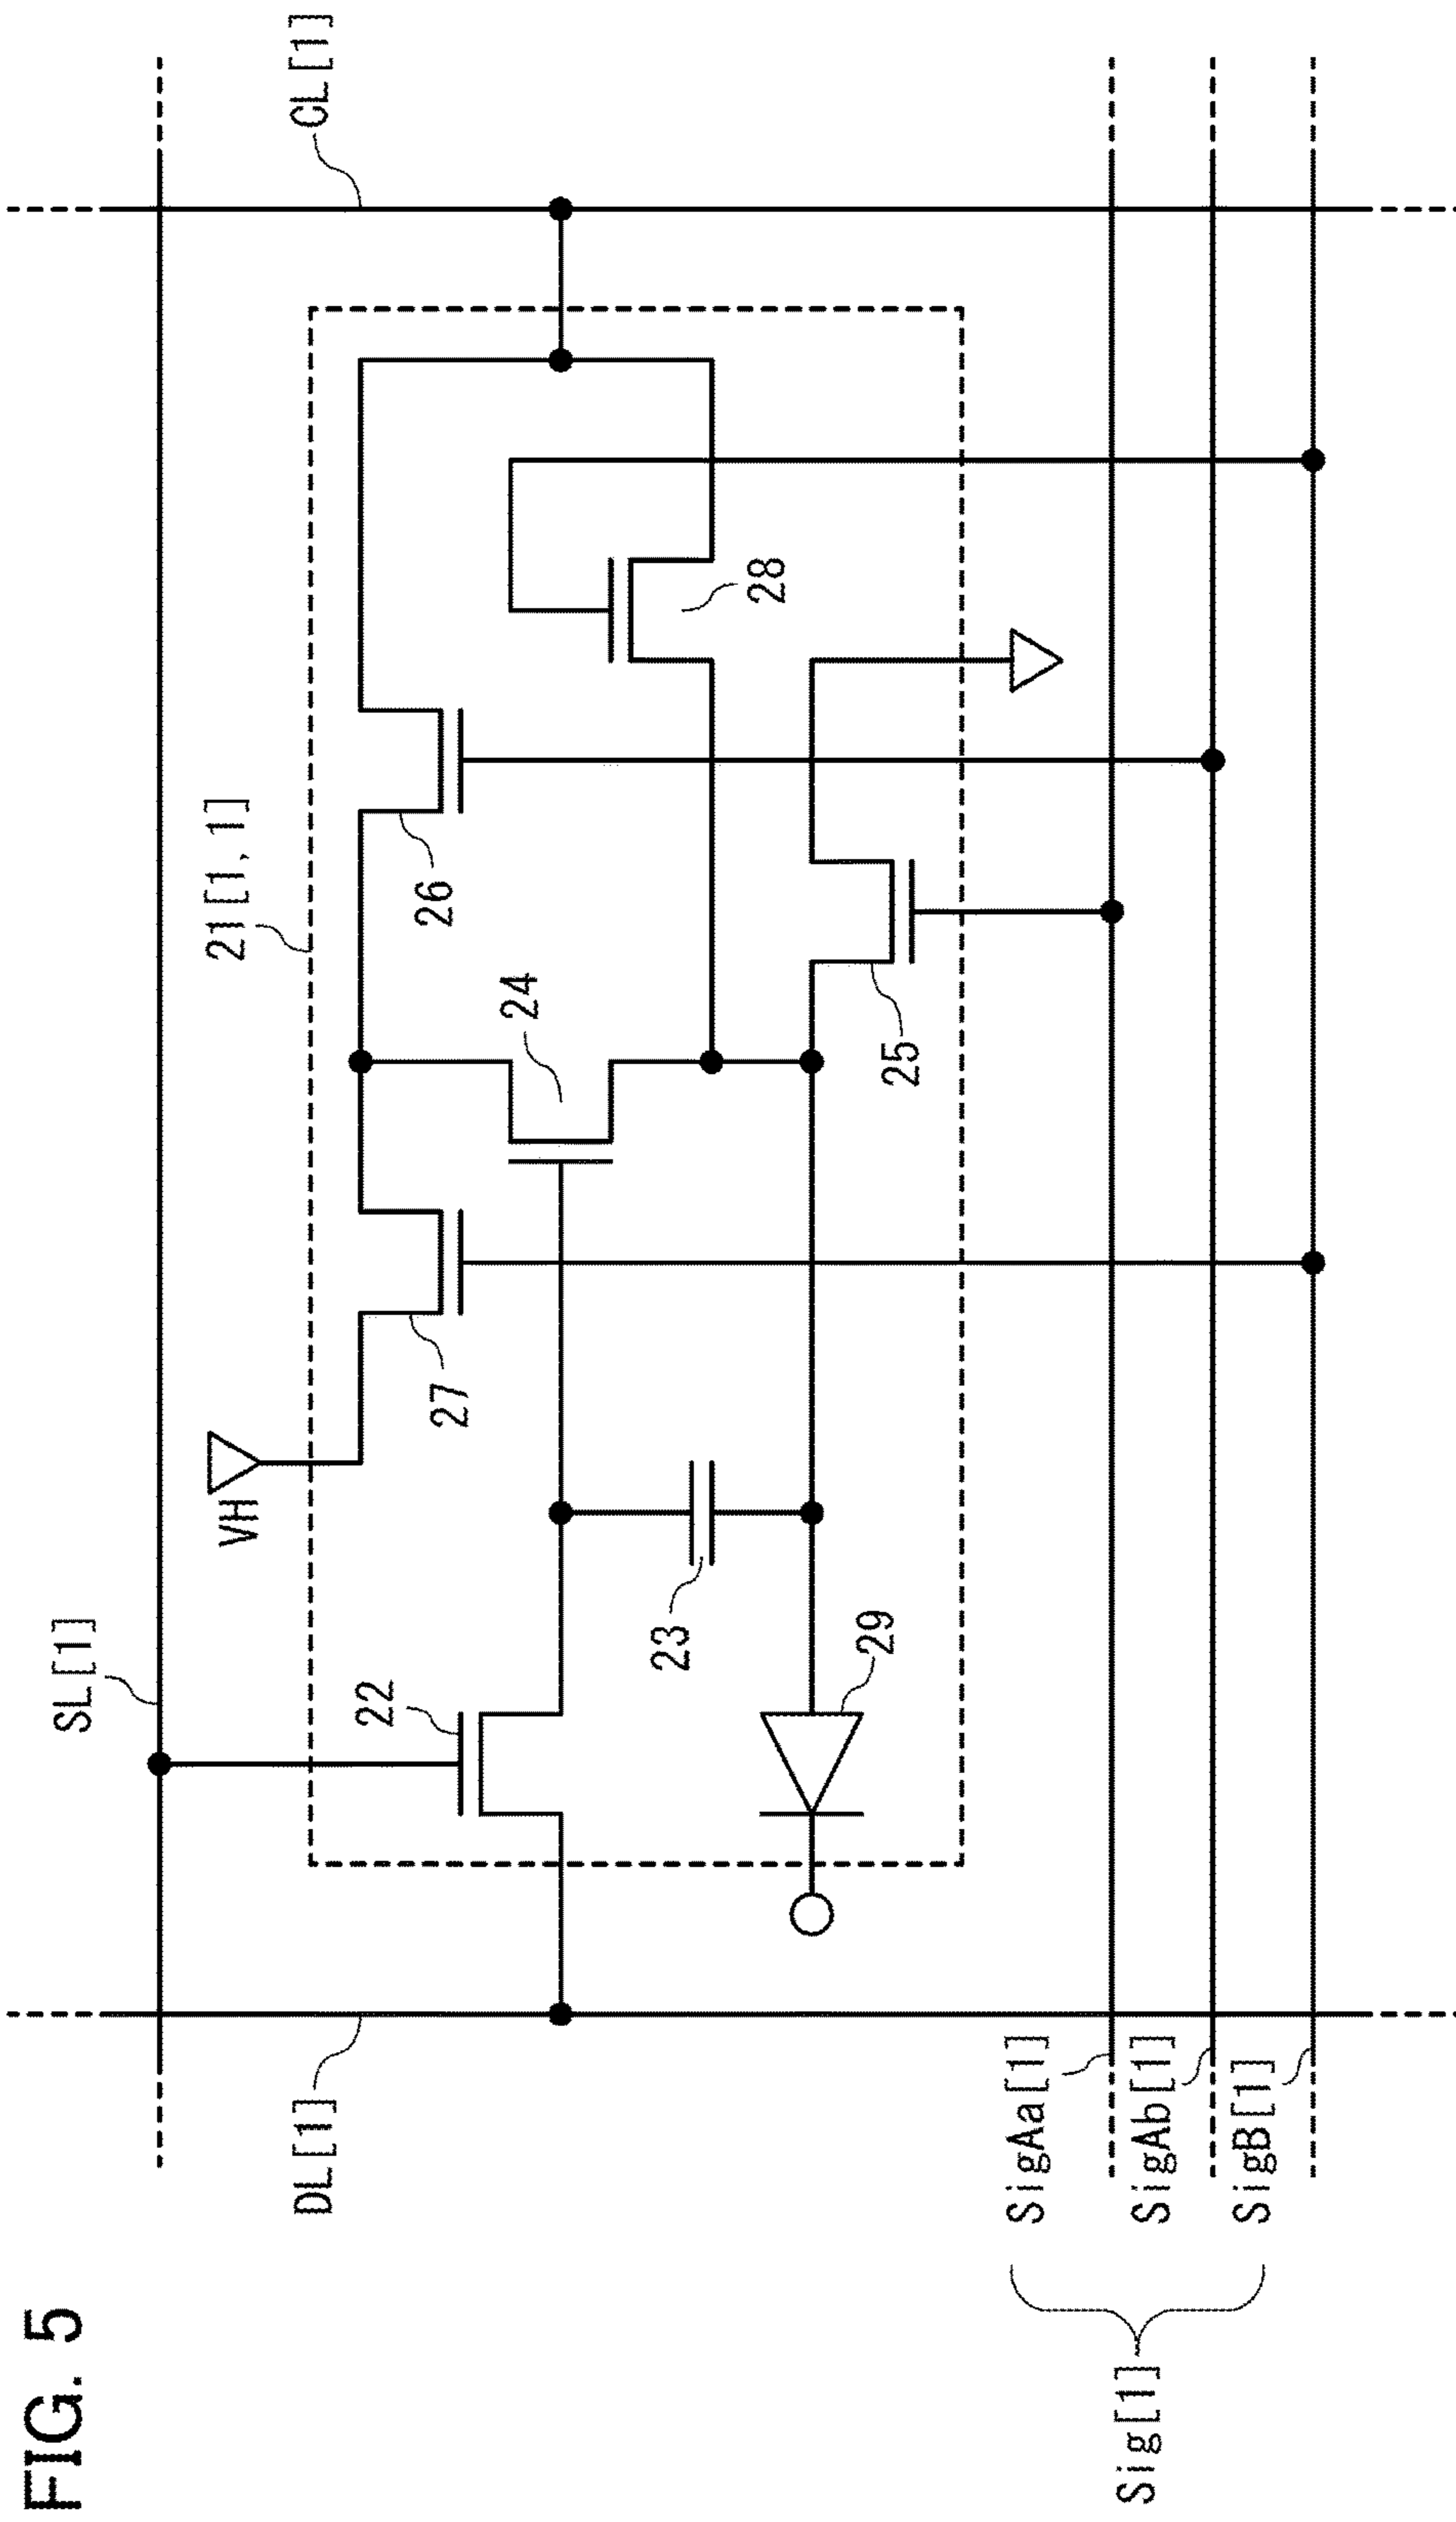 FIG. 5
SL[1]
VH
21[1,1]
DL[1]
CL[1]
22
27
26
24
28
23
25
29
SigAa[1]
SigAb[1]
SigB[1]
Sig[1]